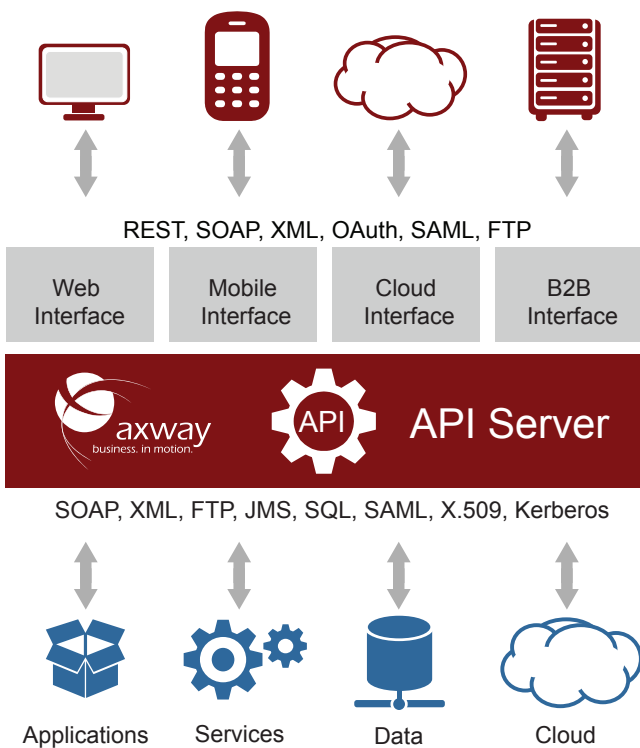 REST, SOAP, XML, OAuth, SAML, FTP
Web
Interface
Mobile
Interface
Cloud
Interface
B2B
Interface
axway
business. in motion.
API
API Server
SOAP, XML, FTP, JMS, SQL, SAML, X.509, Kerberos
Applications
Services
Data
Cloud